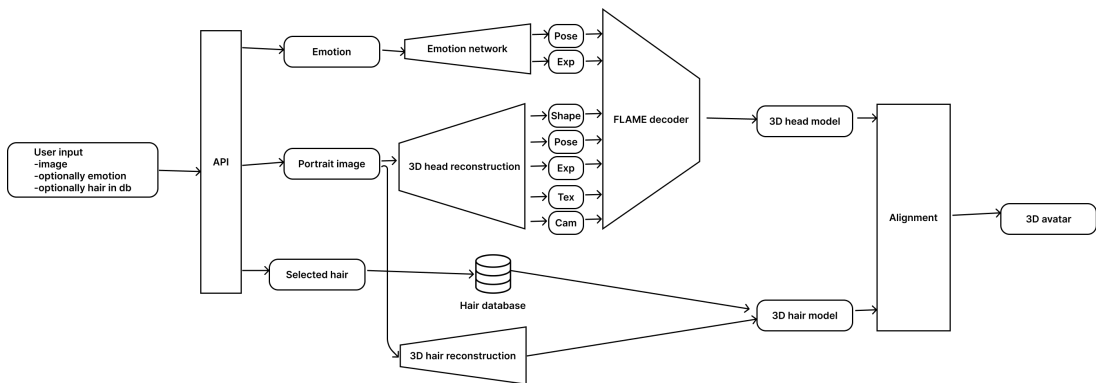 User input
-image
-optionally emotion
-optionally hair in db
API
Emotion
Emotion network
Pose
Exp
Portrait image
3D head reconstruction
Shape
Pose
Exp
Tex
Cam
FLAME decoder
3D head model
Selected hair
Hair database
3D hair reconstruction
3D hair model
Alignment
3D avatar